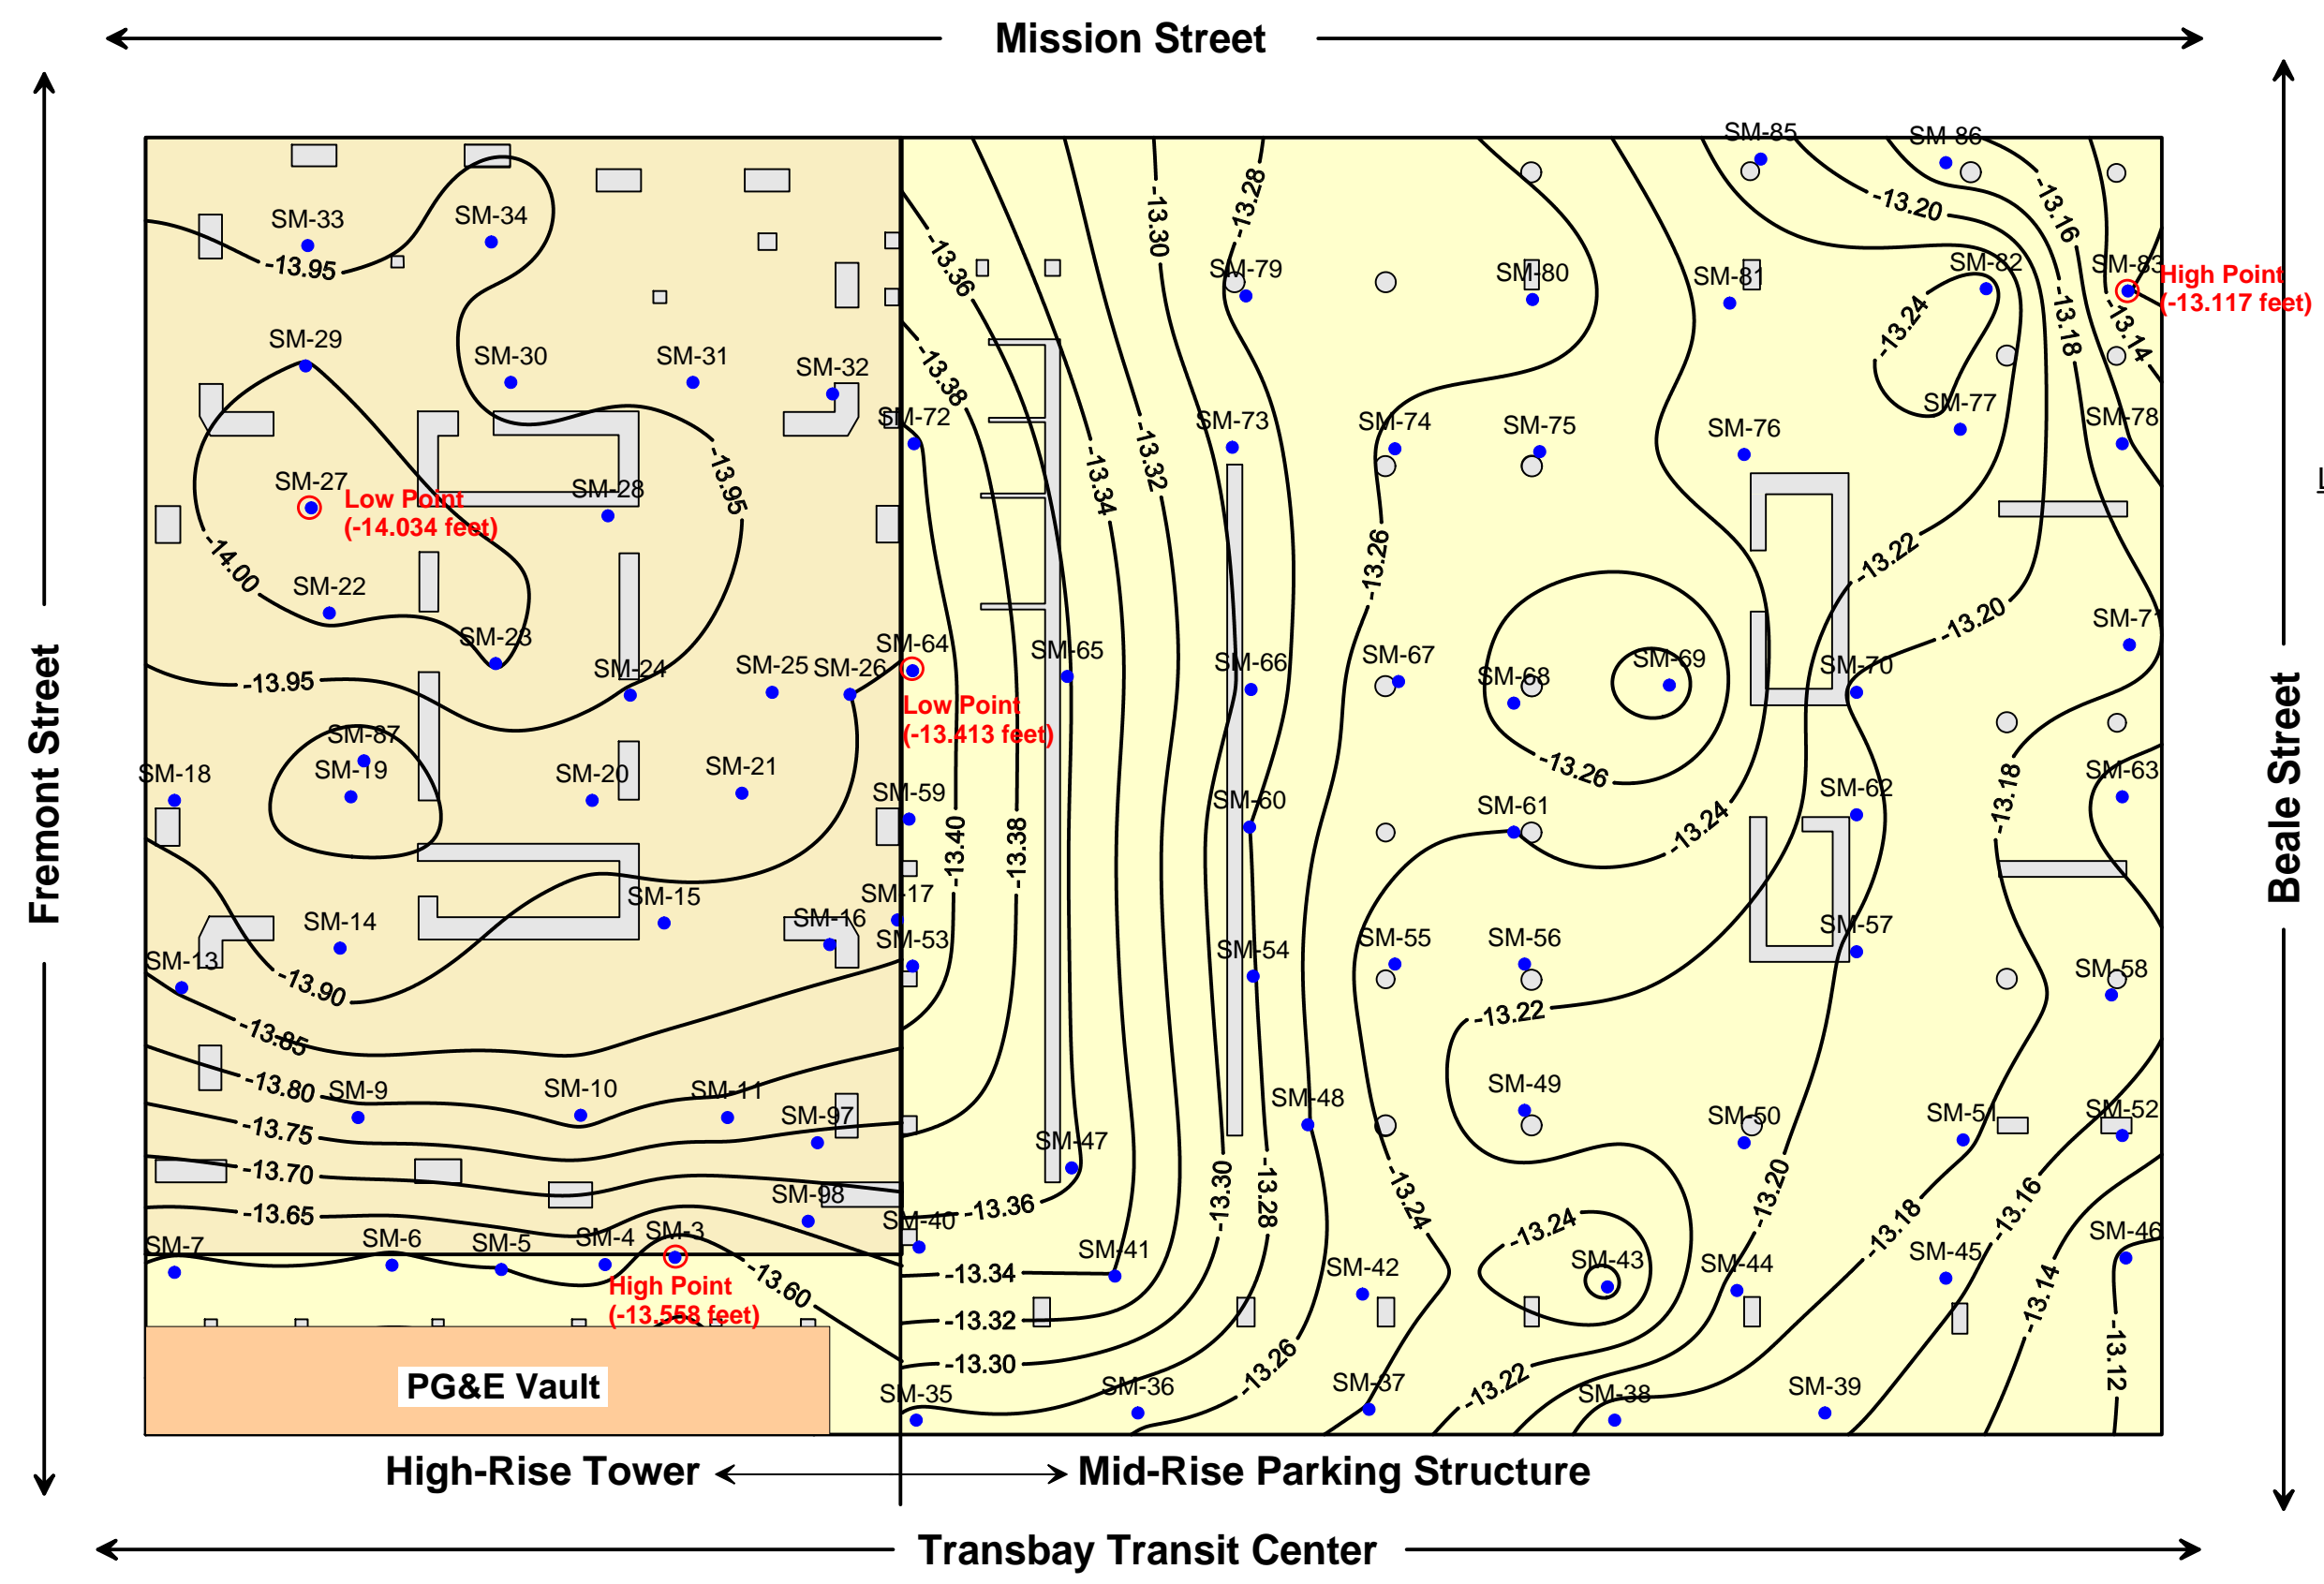 Mission Street
SM-85
SM-86
-13.28
-13.16
-13.20
SM-33
SM-34
-13.30
-13.95
-13.36
SM-79
SM-80
SM-81
SM-82
SM-83
High Point
(-13.117 feet)
-13.24
-13.18
-13.14
SM-29
SM-30
SM-31
SM-32
-13.38
SM-72
SM-73
SM-74
SM-75
SM-76
SM-77
SM-78
-13.95
-13.34
-13.32
SM-27
Low Point
(-14.034 feet)
SM-28
-14.00
-13.26
-13.22
SM-22
SM-23
-13.20
SM-71
-13.95
SM-24
SM-25
SM-26
SM-64
Low Point
(-13.413 feet)
SM-65
SM-66
SM-67
SM-68
SM-69
SM-70
Fremont Street
Beale Street
SM-87
SM-18
SM-19
SM-20
SM-21
SM-59
SM-60
-13.26
SM-61
SM-62
-13.18
SM-63
-13.40
-13.38
-13.24
SM-14
SM-15
SM-16
SM-17
SM-53
SM-54
SM-55
SM-56
SM-57
SM-58
SM-13
-13.90
-13.85
-13.22
-13.80
SM-9
SM-10
SM-11
SM-97
SM-48
SM-49
SM-50
SM-51
SM-52
-13.75
SM-47
-13.70
-13.65
SM-98
-13.36
-13.30
-13.28
-13.24
-13.20
-13.18
-13.16
SM-7
SM-6
SM-5
SM-4
SM-3
High Point
(-13.558 feet)
-13.60
SM-40
SM-41
SM-42
-13.24
SM-43
SM-44
SM-45
SM-46
-13.34
-13.32
-13.30
-13.26
-13.14
-13.12
PG&E Vault
SM-35
SM-36
SM-37
-13.22
SM-38
SM-39
High-Rise Tower
Mid-Rise Parking Structure
Transbay Transit Center